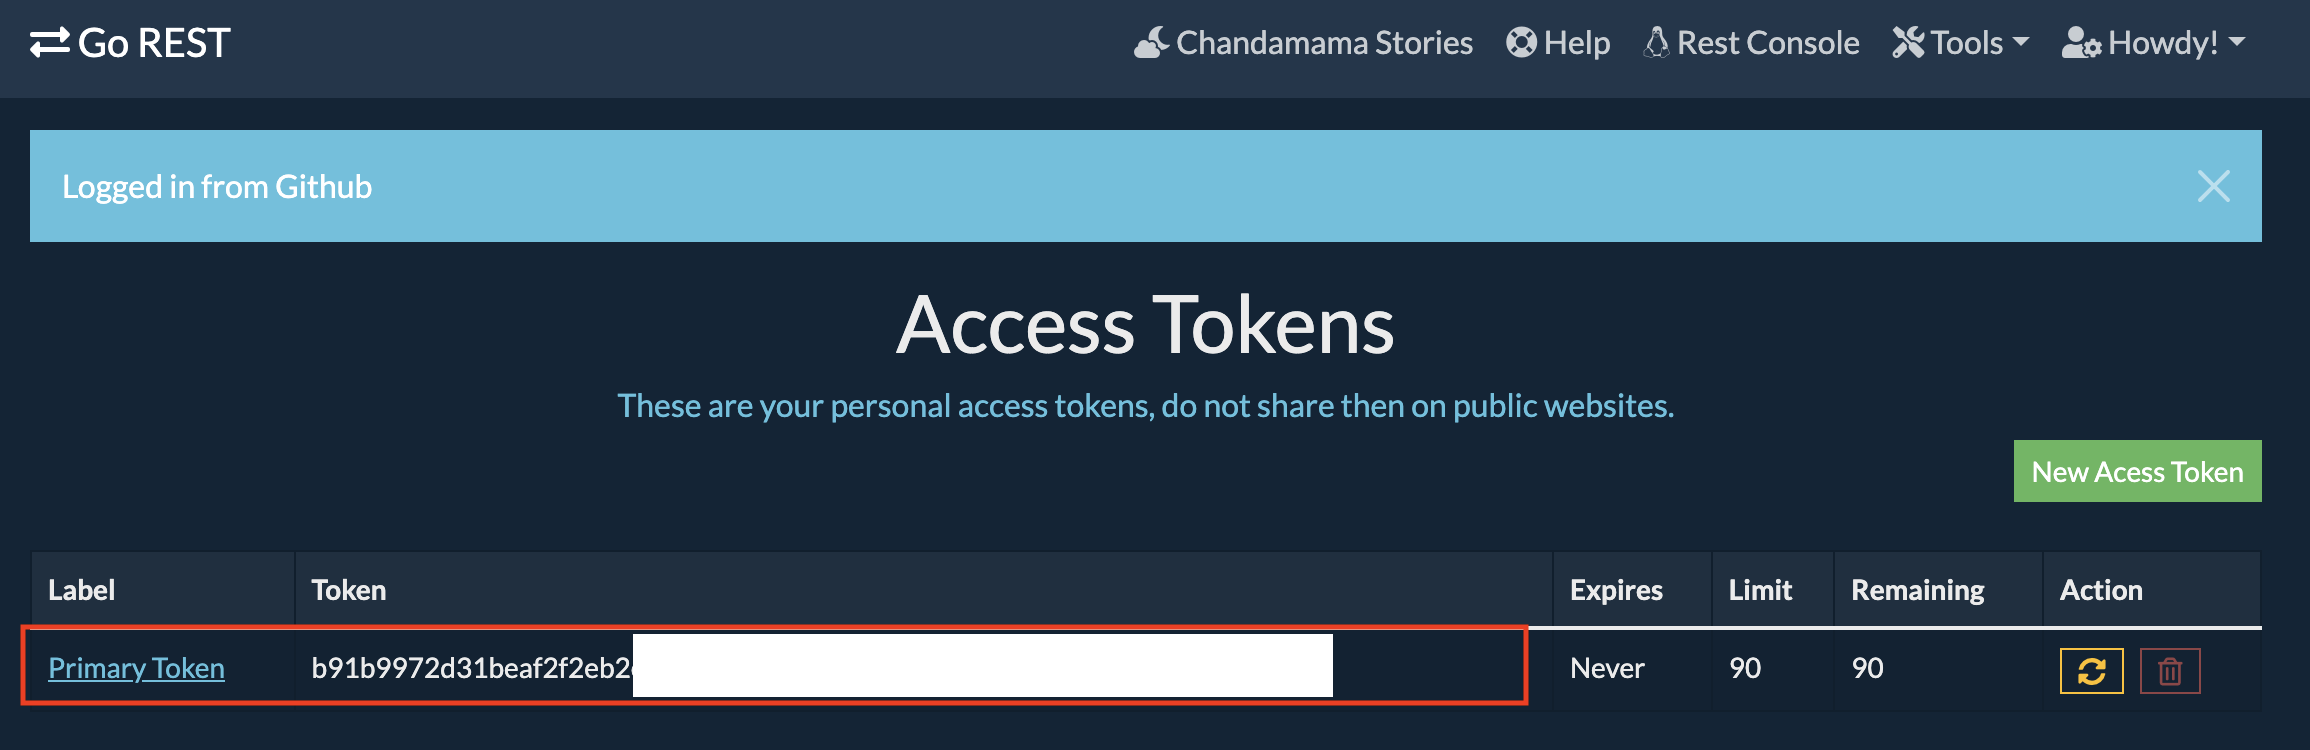 Go REST
Chandamama Stories Help Rest Console Tools Howdy!
Logged in from Github
Access Tokens
These are your personal access tokens, do not share then on public websites.
New Acess Token
Label Token Expires Limit Remaining Action
Primary Token b91b9972d31beaf2f2eb2 Never 90 90